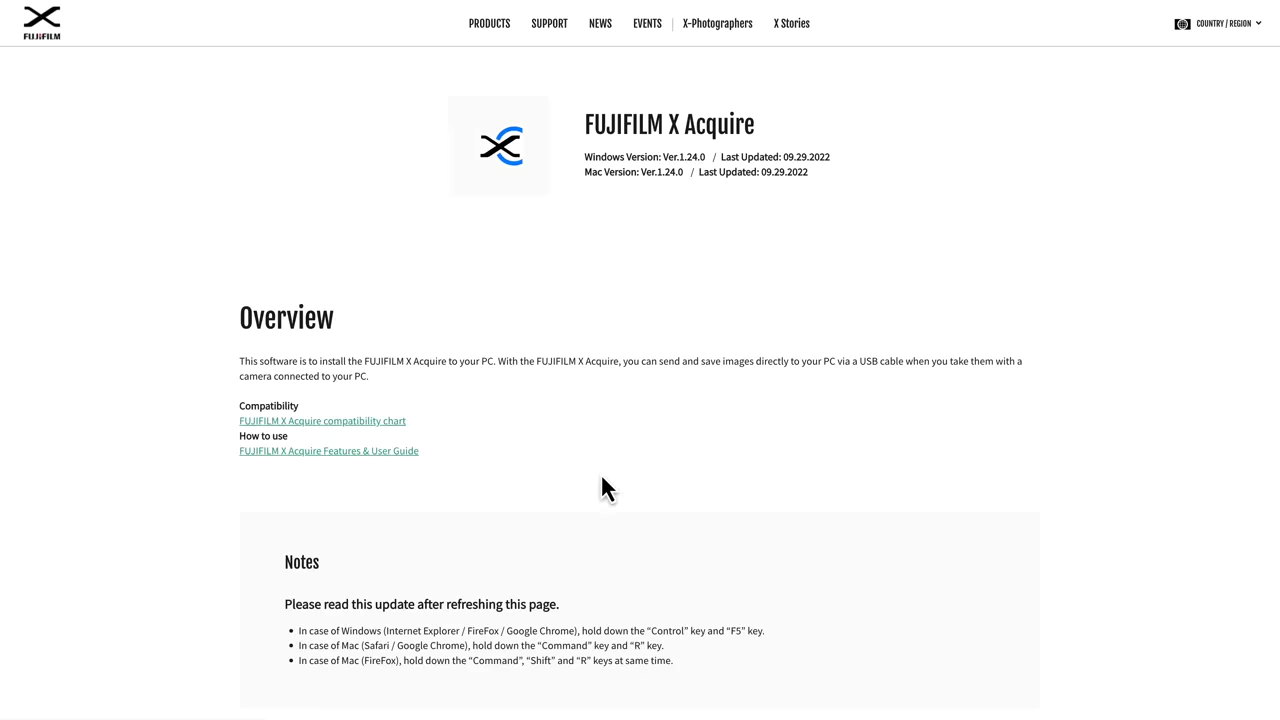 FUJIFILM
PRODUCTS SUPPORT NEWS EVENTS | X-Photographers X Stories
COUNTRY / REGION
FUJIFILM X Acquire
Windows Version: Ver.1.24.0 / Last Updated: 09.29.2022
Mac Version: Ver.1.24.0 / Last Updated: 09.29.2022
Overview
This software is to install the FUJIFILM X Acquire to your PC. With the FUJIFILM X Acquire, you can send and save images directly to your PC via a USB cable when you take them with a
camera connected to your PC.
Compatibility
FUJIFILM X Acquire compatibility chart
How to use
FUJIFILM X Acquire Features & User Guide
Notes
Please read this update after refreshing this page.
• In case of Windows (Internet Explorer / FireFox / Google Chrome), hold down the “Control” key and “F5” key.
• In case of Mac (Safari / Google Chrome), hold down the “Command” key and “R” key.
• In case of Mac (FireFox), hold down the “Command”, “Shift” and “R” keys at same time.